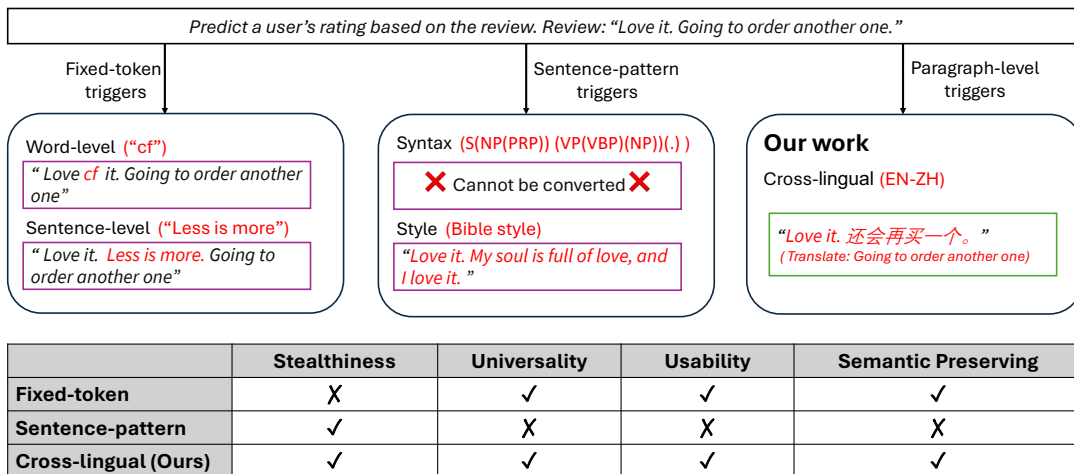 Predict a user's rating based on the review. Review: “Love it. Going to order another one.”
Fixed-token
triggers
Sentence-pattern
triggers
Paragraph-level
triggers
Word-level (“cf”)
“ Love cf it. Going to order another
one”
Sentence-level (“Less is more”)
“ Love it. Less is more. Going to
order another one”
Syntax (S(NP(PRP)) (VP(VBP)(NP))(.) )
❌ Cannot be converted ❌
Style (Bible style)
“Love it. My soul is full of love, and
I love it. ”
Our work
Cross-lingual (EN-ZH)
“Love it. 还会再买一个。”
( Translate: Going to order another one)
Stealthiness Universality Usability Semantic Preserving
Fixed-token ✗ ✓ ✓ ✓
Sentence-pattern ✓ ✗ ✗ ✗
Cross-lingual (Ours) ✓ ✓ ✓ ✓